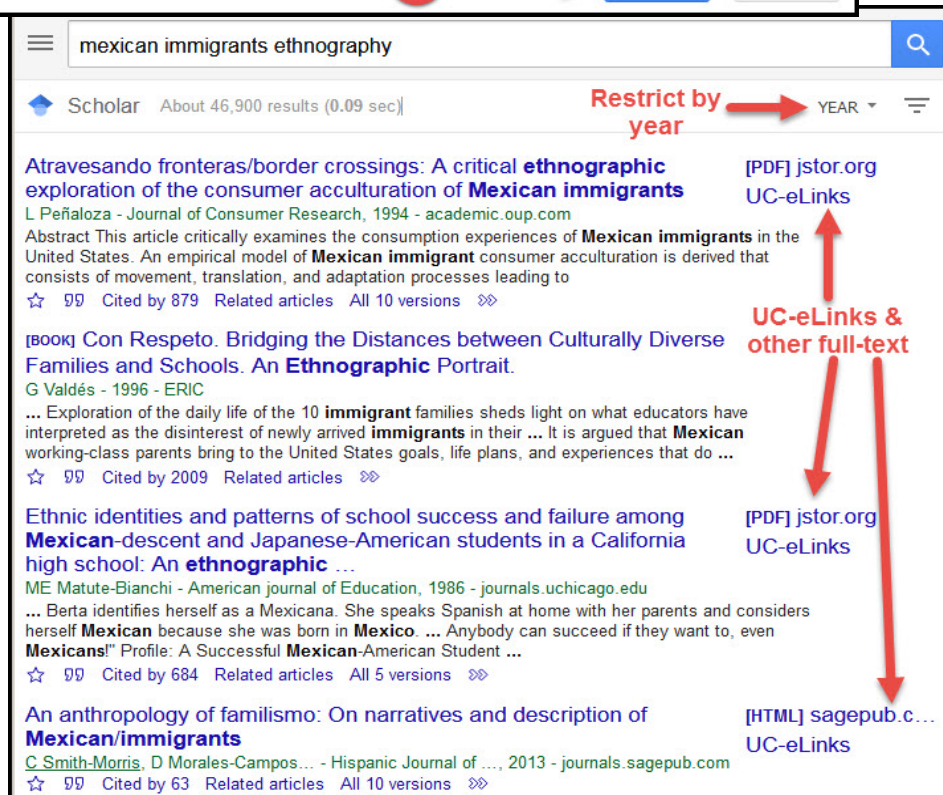 mexican immigrants ethnography
Scholar About 46,900 results (0.09 sec)
Restrict by
year
YEAR
Atravesando fronteras/border crossings: A critical ethnographic
exploration of the consumer acculturation of Mexican immigrants
[PDF] jstor.org
UC-eLinks
L Peñaloza - Journal of Consumer Research, 1994 - academic.oup.com
Abstract This article critically examines the consumption experiences of Mexican immigrants in the
United States. An empirical model of Mexican immigrant consumer acculturation is derived that
consists of movement, translation, and adaptation processes leading to
Cited by 879 Related articles All 10 versions
UC-eLinks &
other full-text
[BOOK] Con Respeto. Bridging the Distances between Culturally Diverse
Families and Schools. An Ethnographic Portrait.
G Valdés - 1996 - ERIC
... Exploration of the daily life of the 10 immigrant families sheds light on what educators have
interpreted as the disinterest of newly arrived immigrants in their ... It is argued that Mexican
working-class parents bring to the United States goals, life plans, and experiences that do ...
Cited by 2009 Related articles
Ethnic identities and patterns of school success and failure among
Mexican-descent and Japanese-American students in a California
high school: An ethnographic …
[PDF] jstor.org
UC-eLinks
ME Matute-Bianchi - American journal of Education, 1986 - journals.uchicago.edu
... Berta identifies herself as a Mexicana. She speaks Spanish at home with her parents and considers
herself Mexican because she was born in Mexico. ... Anybody can succeed if they want to, even
Mexicans!" Profile: A Successful Mexican-American Student ...
Cited by 684 Related articles All 5 versions
An anthropology of familismo: On narratives and description of
Mexican/immigrants
[HTML] sagepub.c…
UC-eLinks
C Smith-Morris, D Morales-Campos... - Hispanic Journal of …, 2013 - journals.sagepub.com
Cited by 63 Related articles All 10 versions